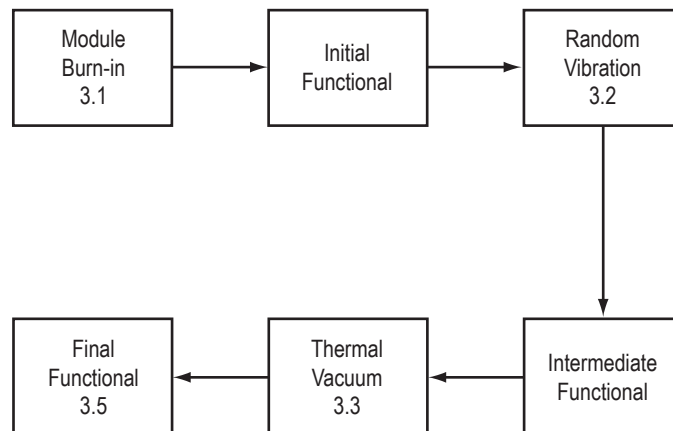 Module
Burn-in
3.1
Initial
Functional
Random
Vibration
3.2
Intermediate
Functional
Thermal
Vacuum
3.3
Final
Functional
3.5